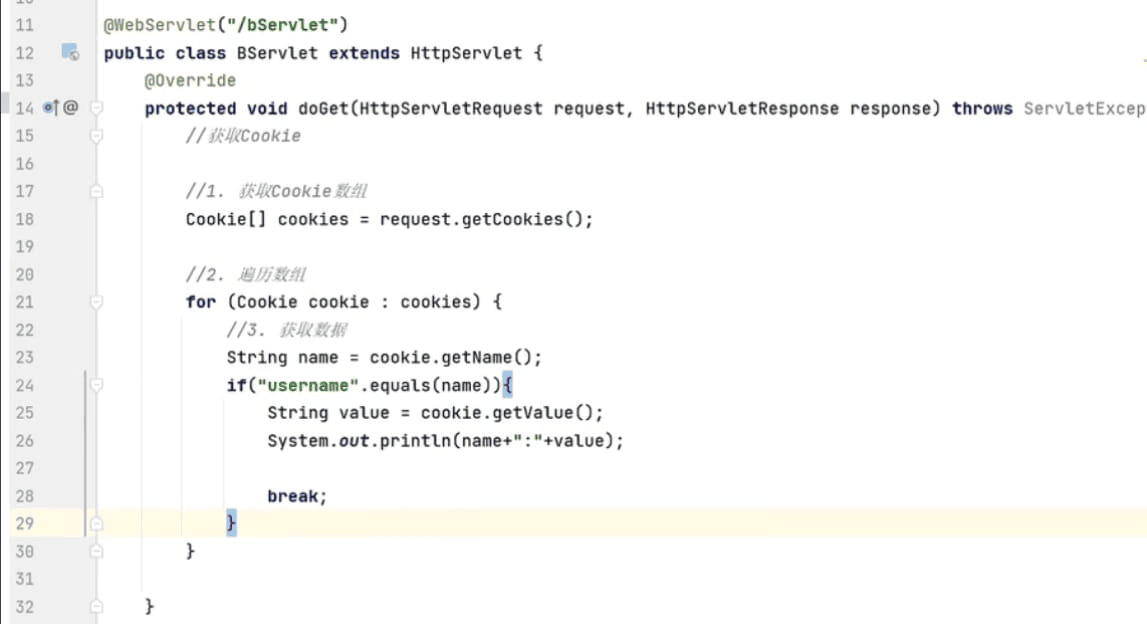 11 @WebServlet("/bServlet")
12 public class BServlet extends HttpServlet {
13 @Override
14 @ protected void doGet(HttpServletRequest request, HttpServletResponse response) throws ServletExcep
15 //获取Cookie
16
17 //1. 获取Cookie数组
18 Cookie[] cookies = request.getCookies();
19
20 //2. 遍历数组
21 for (Cookie cookie : cookies) {
22 //3. 获取数据
23 String name = cookie.getName();
24 if("username".equals(name)){
25 String value = cookie.getValue();
26 System.out.println(name+":"+value);
27
28 break;
29 }
30 }
31
32 }